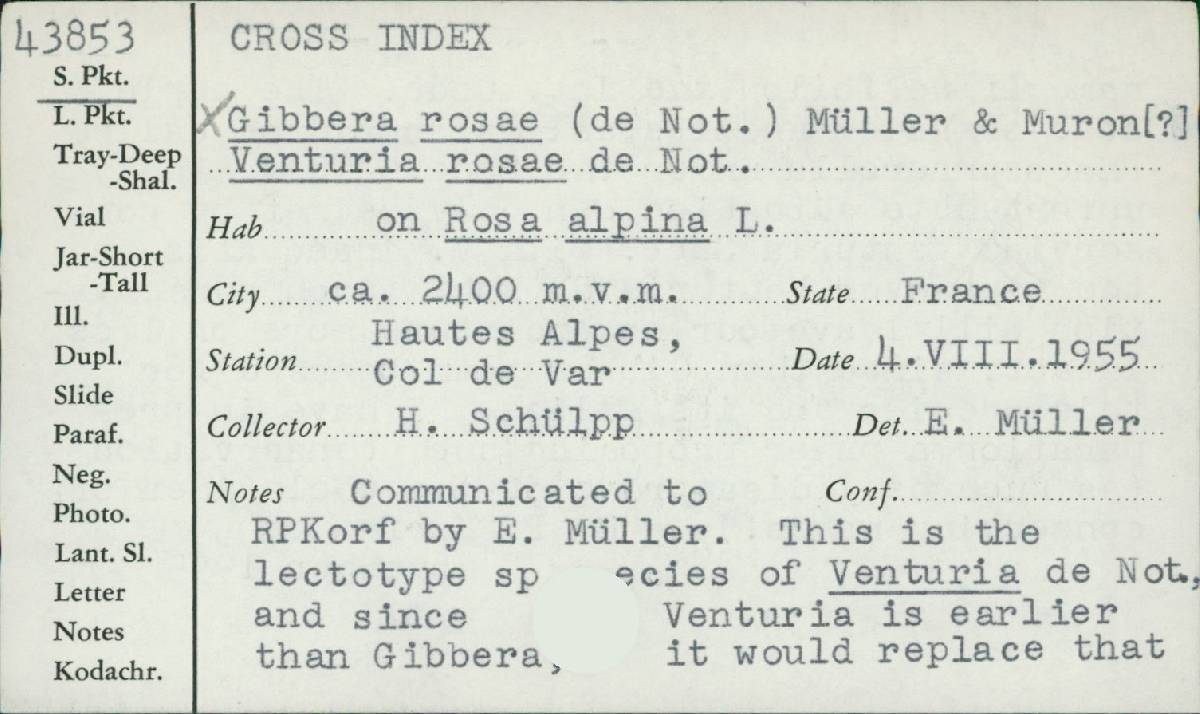 43853 CROSS INDEX
S. Pkt.
L. Pkt.
X Gibbera rosae (de Not.) Müller & Muron[?]
Tray-Deep
-Shal.
Venturia rosae de Not.
Vial
Hab. on Rosa alpina L.
Jar-Short
-Tall
City ca. 2400 m.v.m. State France
Ill.
Dupl.
Station Hautes Alpes,
Col de Var
Date 4.VIII.1955
Slide
Paraf.
Collector H. Schülpp Det. E. Müller
Neg.
Notes Communicated to Conf.
Photo.
RPKorf by E. Müller. This is the
Lant. Sl.
lectotype sp ecies of Venturia de Not.,
Letter
and since Venturia is earlier
Notes
than Gibbera, it would replace that
Kodachr.